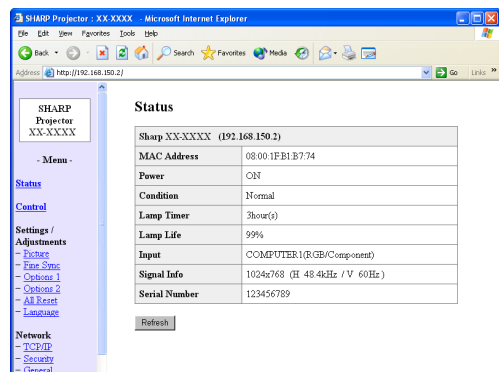 SHARP Projector : XX-XXXX - Microsoft Internet Explorer
File Edit View Favorites Tools Help
Back Search Favorites Media
Address http://192.168.150.2/ Go Links »
SHARP
Projector
XX-XXXX
- Menu -
Status
Control
Settings /
Adjustments
– Picture
– Fine Sync
– Options 1
– Options 2
– All Reset
– Language
Network
– TCP/IP
– Security
– General
Status
Sharp XX-XXXX (192.168.150.2)
MAC Address 08:00:1F:B1:B7:74
Power ON
Condition Normal
Lamp Timer 3hour(s)
Lamp Life 99%
Input COMPUTER1(RGB/Component)
Signal Info 1024x768 (H 48.4kHz / V 60Hz)
Serial Number 123456789
Refresh